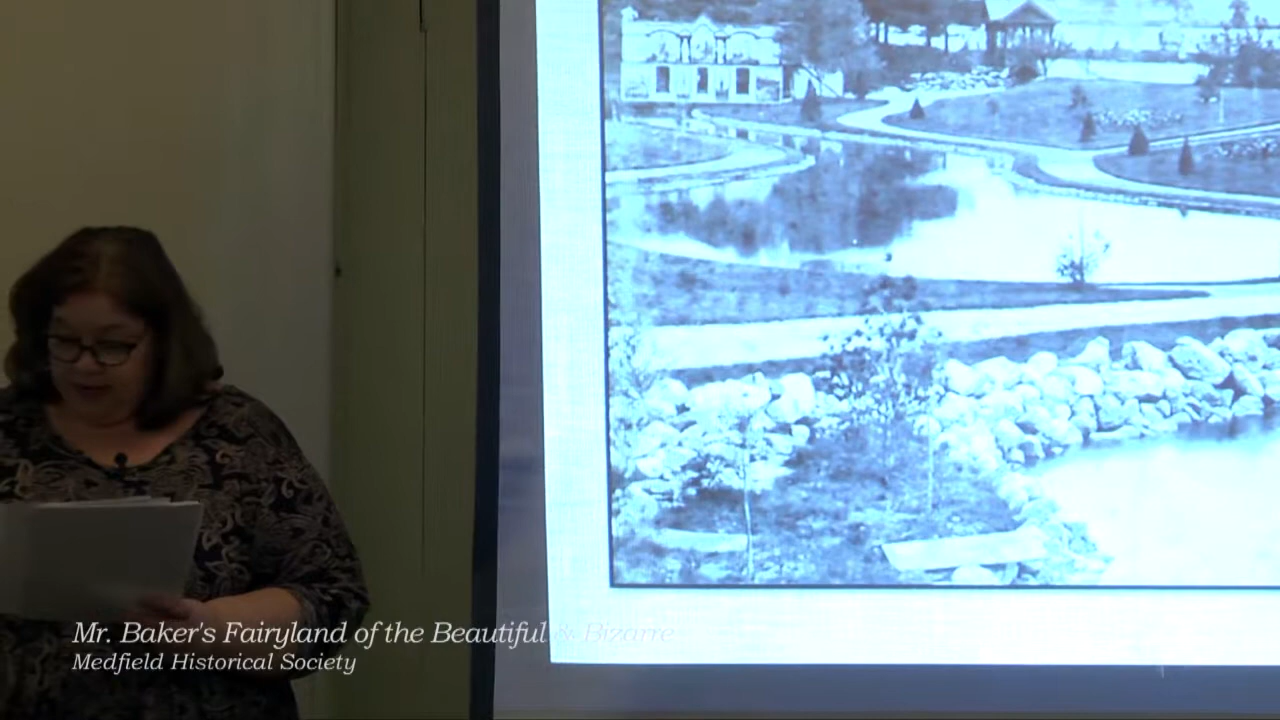 Mr. Baker's Fairyland of the Beautiful & Bizarre
Medfield Historical Society